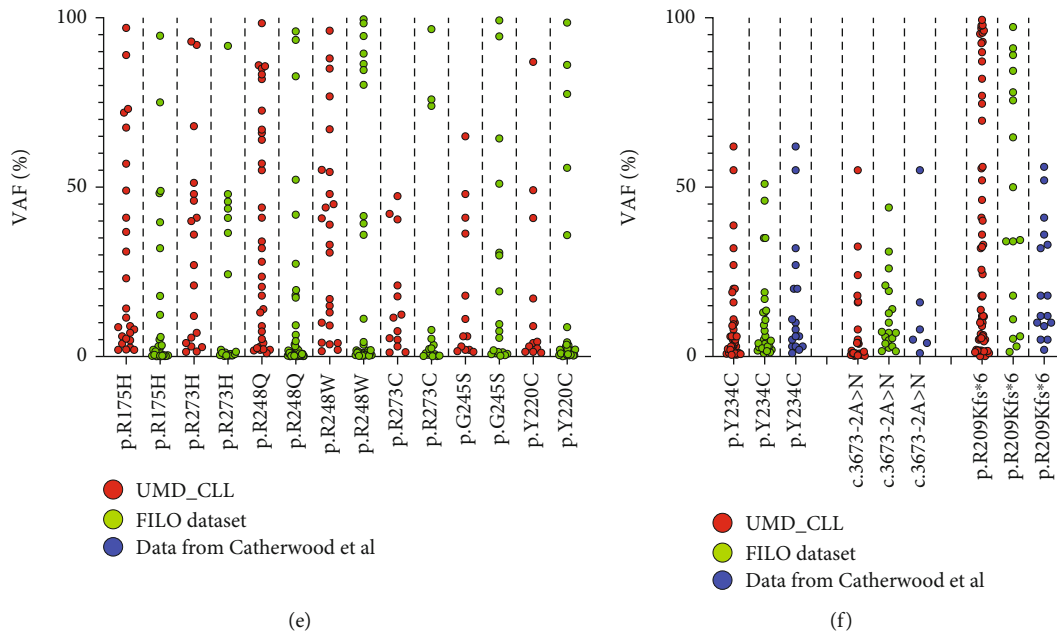 100
50
0
VAF (%)
p.R175H
p.R175H
p.R273H
p.R273H
p.R248Q
p.R248Q
p.R248W
p.R248W
p.R273C
p.R273C
p.G245S
p.G245S
p.Y220C
p.Y220C
UMD_CLL
FILO dataset
Data from Catherwood et al
(e)
100
50
0
VAF (%)
p.Y234C
p.Y234C
p.Y234C
c.3673-2A>N
c.3673-2A>N
c.3673-2A>N
p.R209Kfs*6
p.R209Kfs*6
p.R209Kfs*6
UMD_CLL
FILO dataset
Data from Catherwood et al
(f)